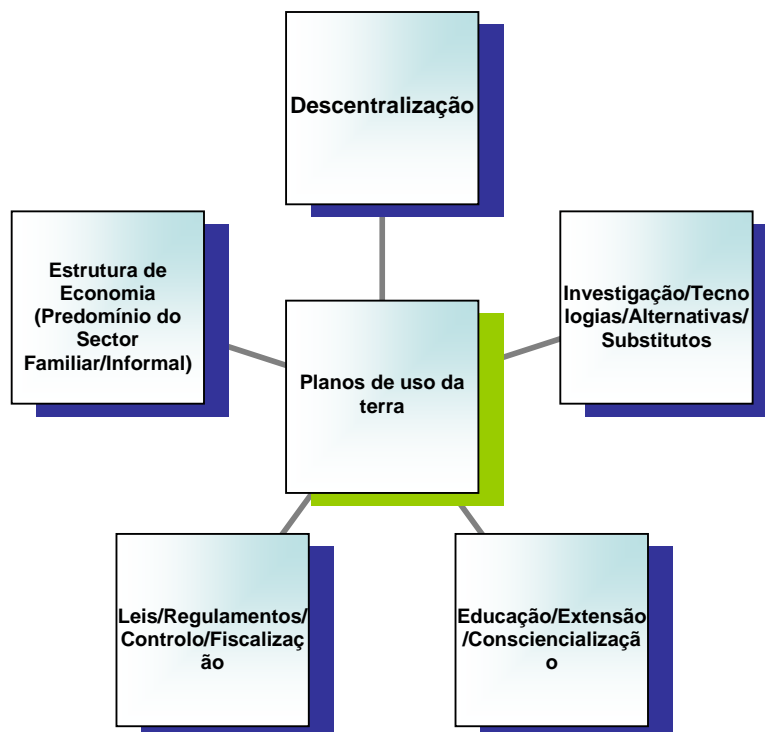 Descentralização
Estrutura de
Economia
(Predomínio do
Sector
Familiar/Informal)
Investigação/Tecno
logias/Alternativas/
Substitutos
Planos de uso da
terra
Leis/Regulamentos/
Controlo/Fiscalizaç
ão
Educação/Extensão
/Consciencializaçã
o